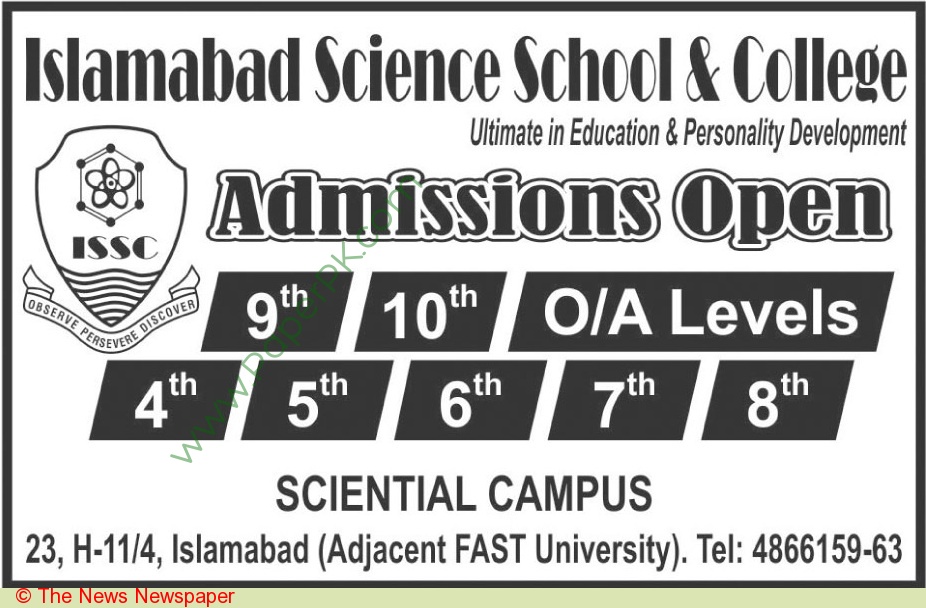 Islamabad Science School & College
Ultimate in Education & Personality Development
Admissions Open
ISSC
OBSERVE PERSEVERE DISCOVER
9th 10th O/A Levels
4th 5th 6th 7th 8th
www.PaperPK.com
SCIENTIAL CAMPUS
23, H-11/4, Islamabad (Adjacent FAST University). Tel: 4866159-63
© The News Newspaper